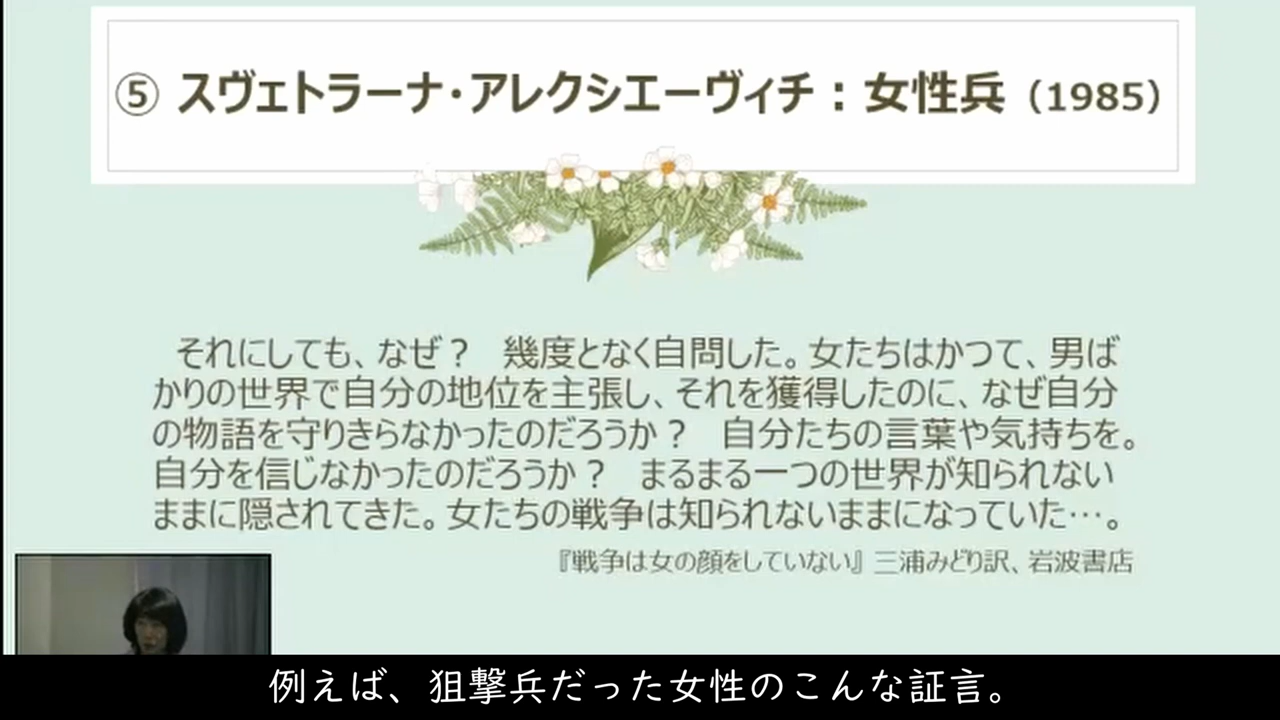 ⑤ スヴェトラーナ・アレクシエーヴィチ：女性兵（1985）
それにしても、なぜ？　幾度となく自問した。女たちはかつて、男ば
かりの世界で自分の地位を主張し、それを獲得したのに、なぜ自分
の物語を守りきらなかったのだろうか？　自分たちの言葉や気持ちを。
自分を信じなかったのだろうか？　まるまる一つの世界が知られない
ままに隠されてきた。女たちの戦争は知られないままになっていた…。
『戦争は女の顔をしていない』三浦みどり訳、岩波書店
例えば、狙撃兵だった女性のこんな証言。